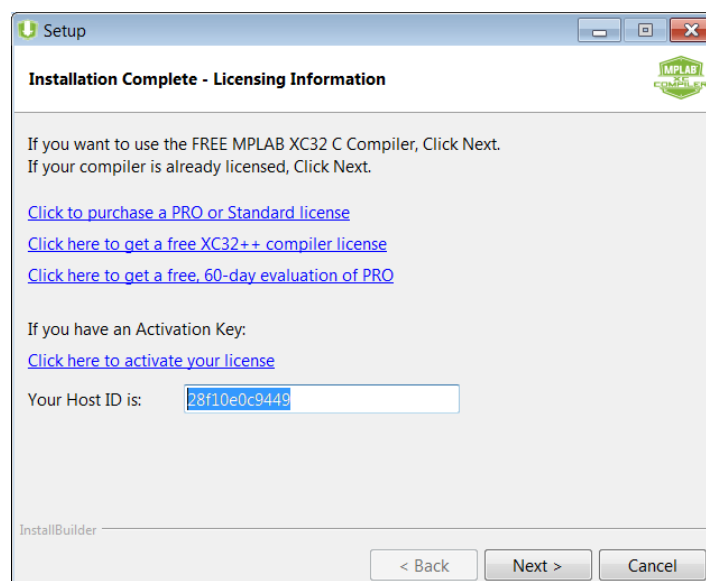 Setup
Installation Complete - Licensing Information
MPLAB
XC
COMPILER
If you want to use the FREE MPLAB XC32 C Compiler, Click Next.
If your compiler is already licensed, Click Next.
Click to purchase a PRO or Standard license
Click here to get a free XC32++ compiler license
Click here to get a free, 60-day evaluation of PRO
If you have an Activation Key:
Click here to activate your license
Your Host ID is: 28f10e0c9449
InstallBuilder
< Back Next > Cancel